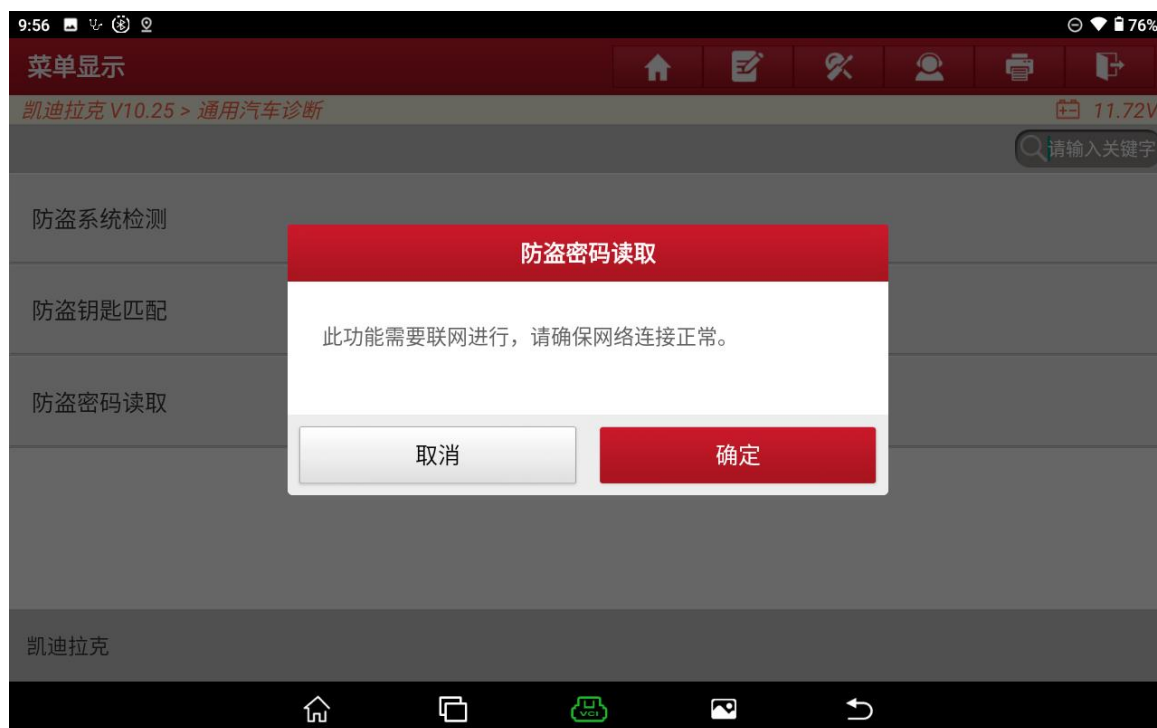 9:56
76%
菜单显示
凯迪拉克 V10.25 > 通用汽车诊断
11.72V
请输入关键字
防盗系统检测
防盗密码读取
防盗钥匙匹配
此功能需要联网进行，请确保网络连接正常。
防盗密码读取
取消
确定
凯迪拉克
VCI